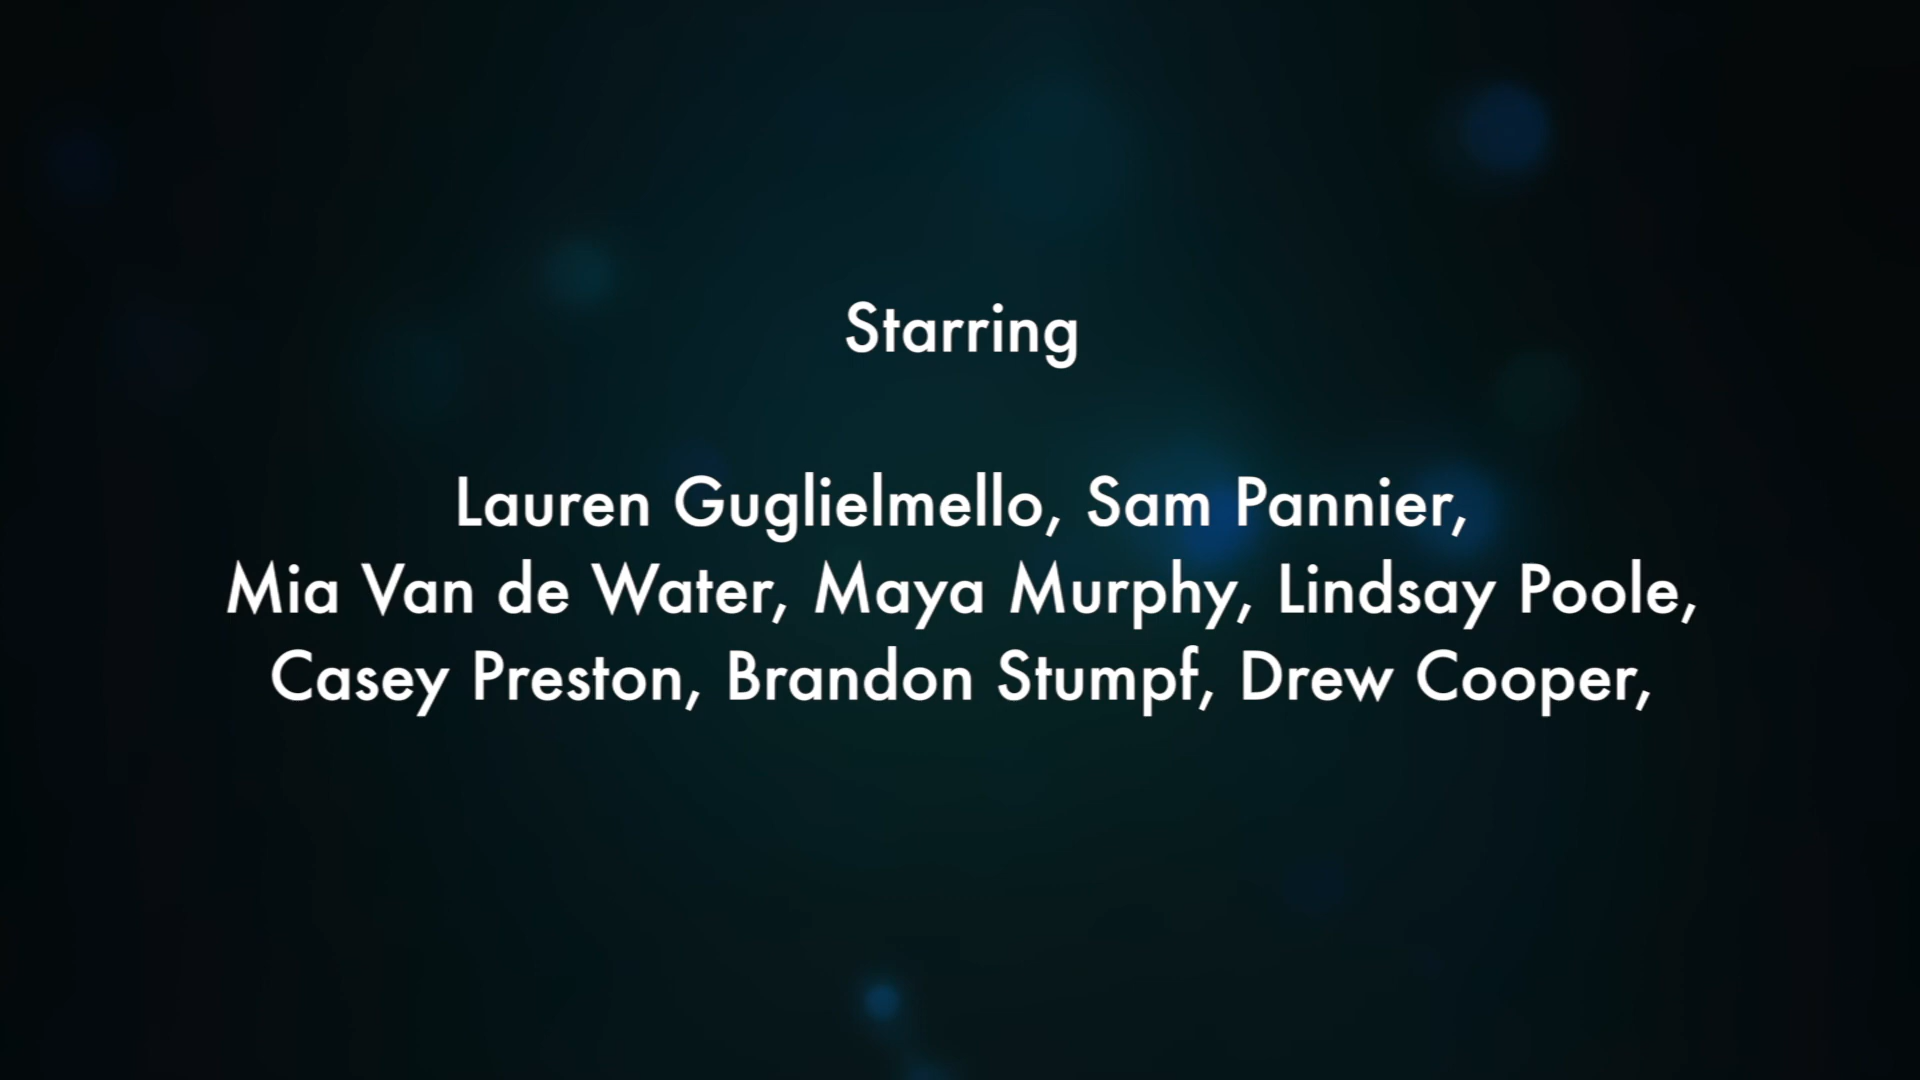 Starring
Lauren Guglielmello, Sam Pannier,
Mia Van de Water, Maya Murphy, Lindsay Poole,
Casey Preston, Brandon Stumpf, Drew Cooper,